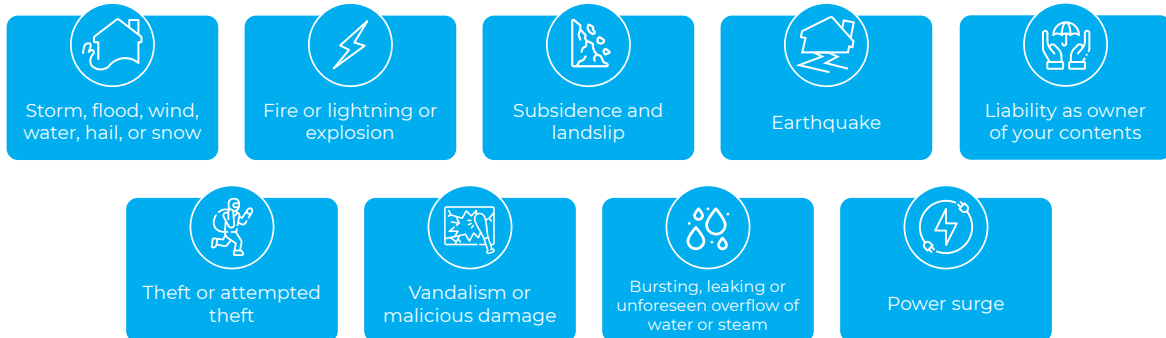 Storm, flood, wind,
water, hail, or snow
Fire or lightning or
explosion
Subsidence and
landslip
Earthquake
Liability as owner
of your contents
Theft or attempted
theft
Vandalism or
malicious damage
Bursting, leaking or
unforeseen overflow of
water or steam
Power surge